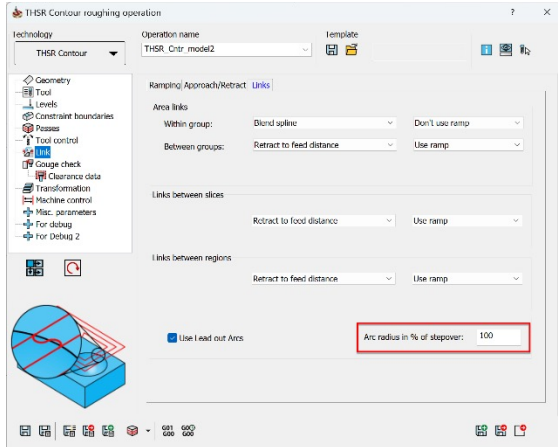 THSR Contour roughing operation
? ×
Technology
Operation name
Template
THSR Contour
THSR_Cntr_model2
Geometry
Tool
Levels
Constraint boundaries
Passes
Tool control
Link
Gouge check
Clearance data
Transformation
Machine control
Misc. parameters
For debug
For Debug 2
Ramping
Approach/Retract
Links
Area links
Within group:
Blend spline
Don't use ramp
Between groups:
Retract to feed distance
Use ramp
Links between slices
Retract to feed distance
Use ramp
Links between regions
Retract to feed distance
Use ramp
Use Lead out Arcs
Arc radius in % of stepover:
100
G01
G00
G00
G00